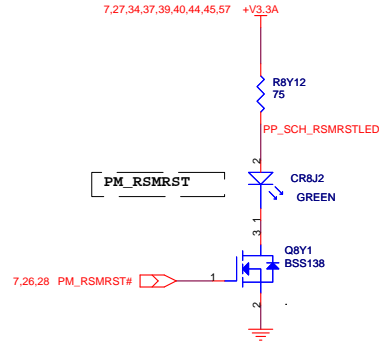 7,27,34,37,39,40,44,45,57 +V3.3A
R8Y12
75
PP_SCH_RSMRSTLED
2
CR8J2
PM_RSMRST
GREEN
1
3
Q8Y1
BSS138
7,26,28 PM_RSMRST#
1
2